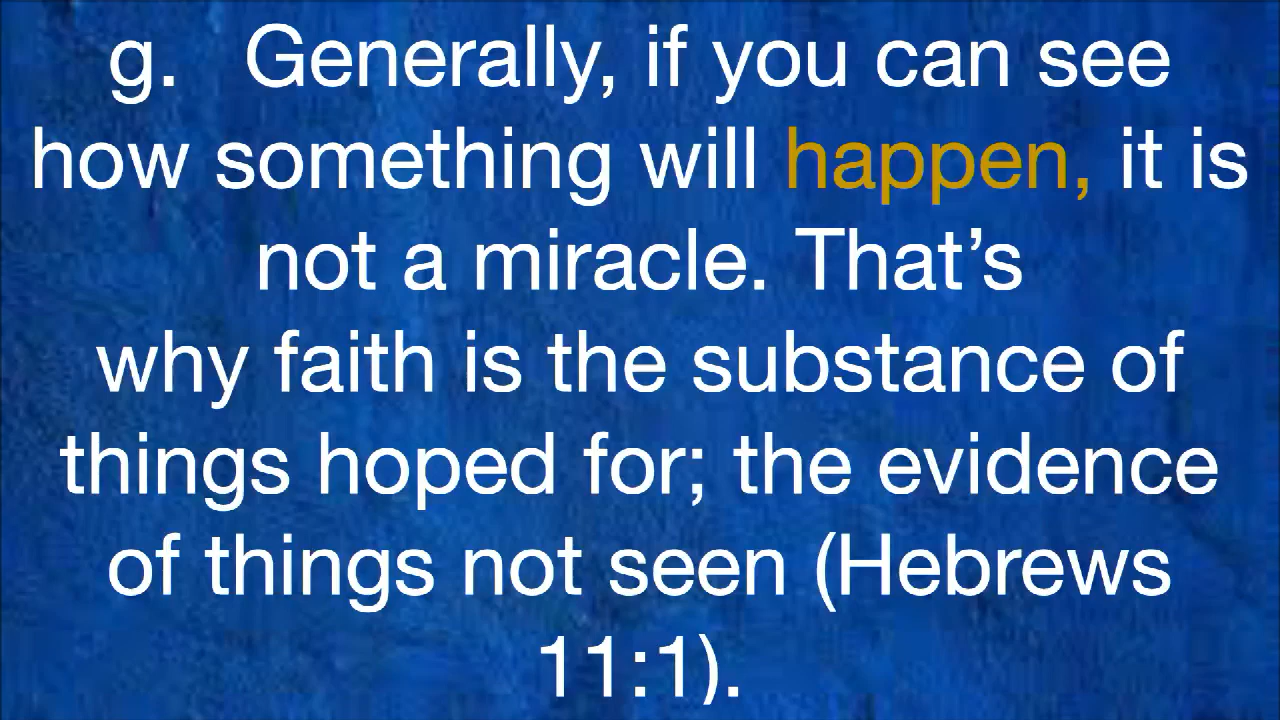 g. Generally, if you can see
how something will happen, it is
not a miracle. That’s
why faith is the substance of
things hoped for; the evidence
of things not seen (Hebrews
11:1).